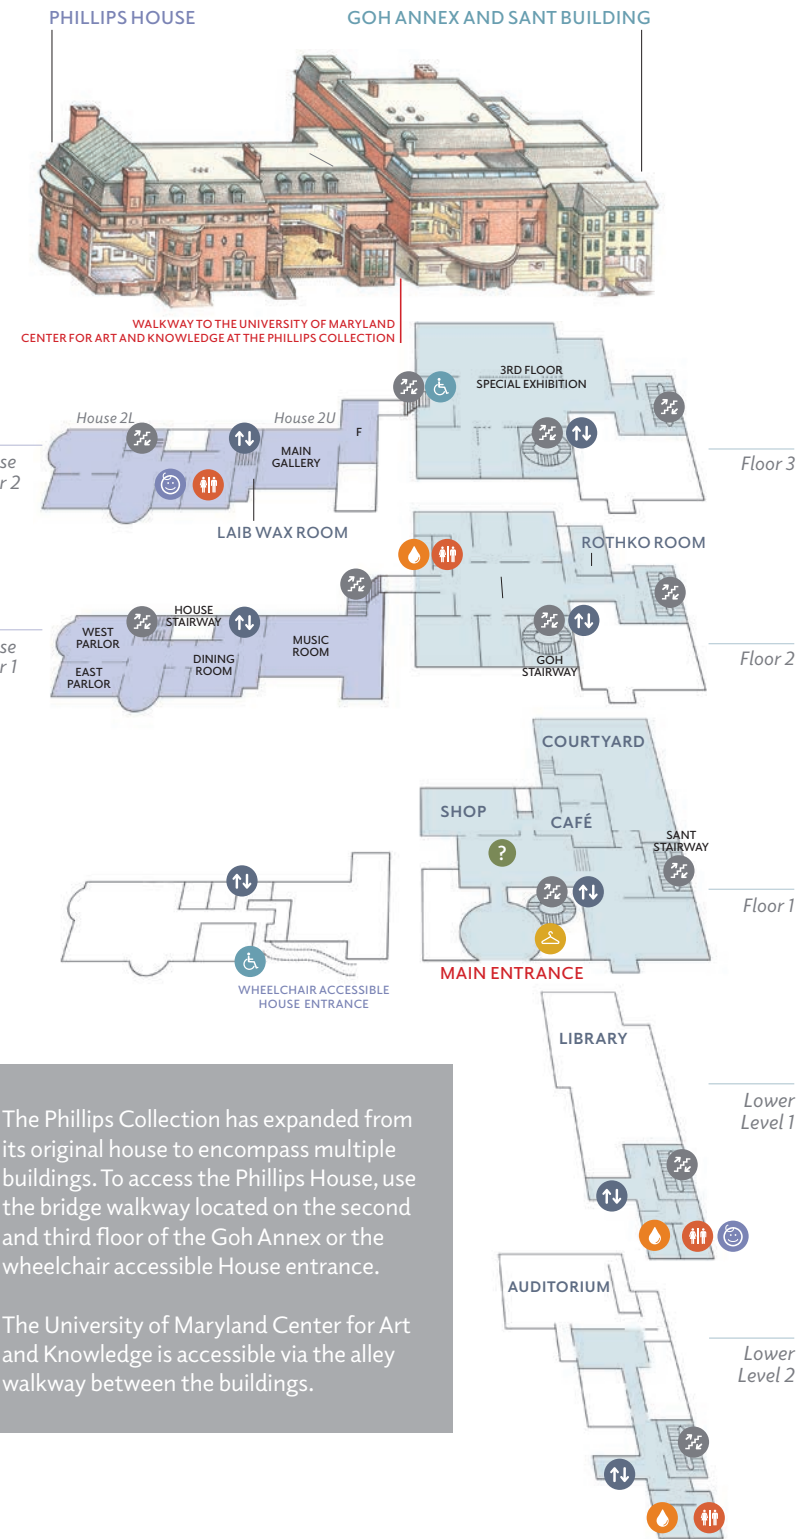 PHILLIPS HOUSE
GOH ANNEX AND SANT BUILDING
WALKWAY TO THE UNIVERSITY OF MARYLAND
CENTER FOR ART AND KNOWLEDGE AT THE PHILLIPS COLLECTION
3RD FLOOR
SPECIAL EXHIBITION
House 2L
House 2U
F
MAIN
GALLERY
se
r 2
Floor 3
LAIB WAX ROOM
ROTHKO ROOM
HOUSE
STAIRWAY
WEST
PARLOR
MUSIC
ROOM
DINING
ROOM
EAST
PARLOR
se
r 1
GOH
STAIRWAY
Floor 2
COURTYARD
SHOP
CAFÉ
SANT
STAIRWAY
?
Floor 1
MAIN ENTRANCE
WHEELCHAIR ACCESSIBLE
HOUSE ENTRANCE
LIBRARY
Lower
Level 1
The Phillips Collection has expanded from
its original house to encompass multiple
buildings. To access the Phillips House, use
the bridge walkway located on the second
and third floor of the Goh Annex or the
wheelchair accessible House entrance.
The University of Maryland Center for Art
and Knowledge is accessible via the alley
walkway between the buildings.
AUDITORIUM
Lower
Level 2